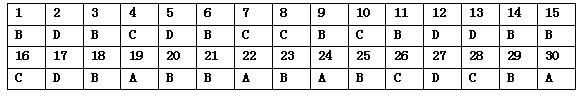 1 2 3 4 5 6 7 8 9 10 11 12 13 14 15
B D B C D B C C B C B D D B B
16 17 18 19 20 21 22 23 24 25 26 27 28 29 30
C D B A B B A B A B C D C B A